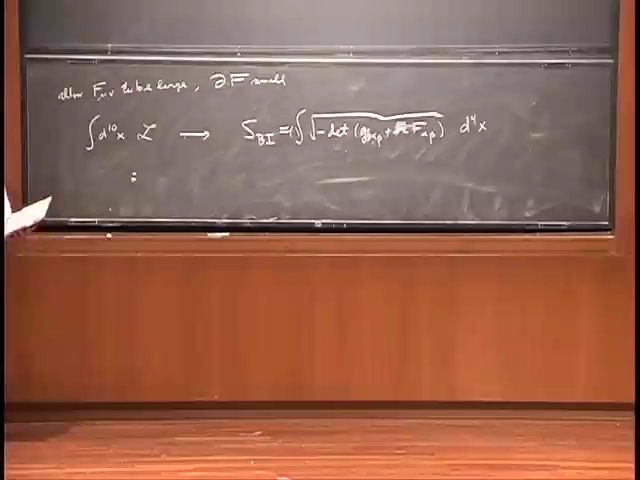 allow Fμν to be large, ∂F small
∫d¹⁰x ℒ → S_BI = ∫√-det (g_αβ + F_αβ) d⁴x